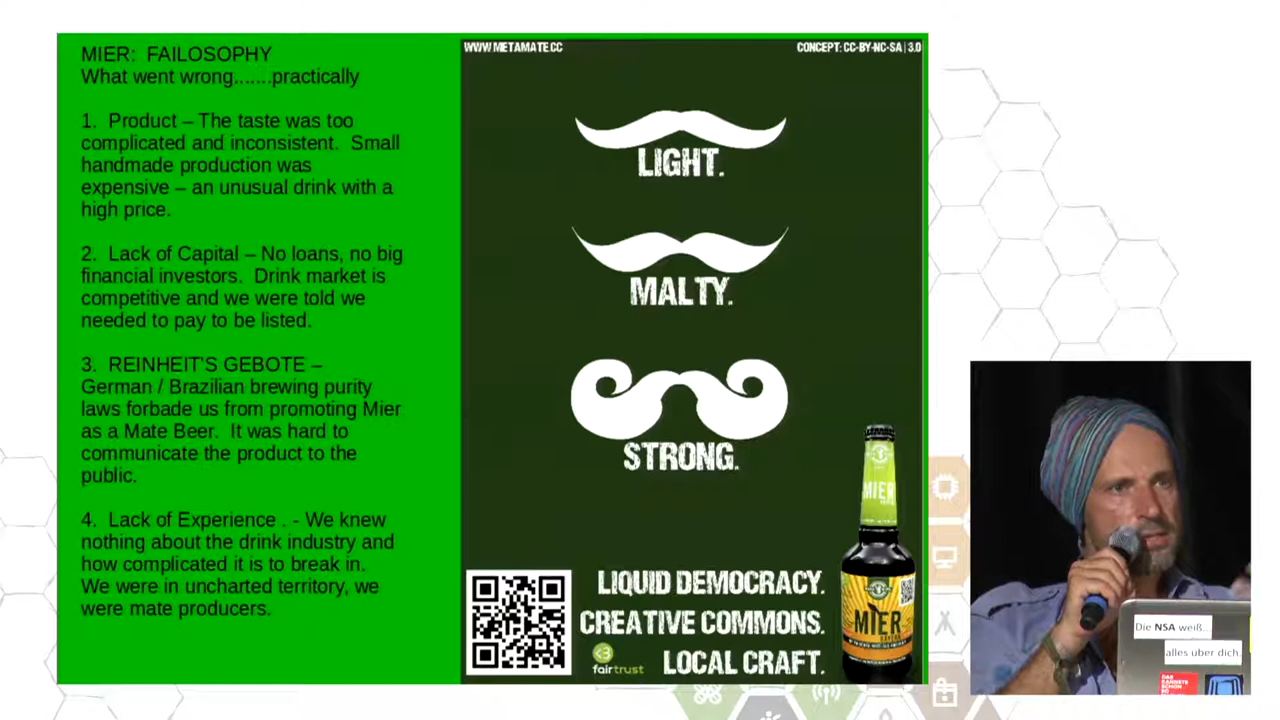 MIER: FAILOSOPHY
What went wrong.......practically
1. Product – The taste was too
complicated and inconsistent. Small
handmade production was
expensive – an unusual drink with a
high price.
2. Lack of Capital – No loans, no big
financial investors. Drink market is
competitive and we were told we
needed to pay to be listed.
3. REINHEIT'S GEBOTE –
German / Brazilian brewing purity
laws forbade us from promoting Mier
as a Mate Beer. It was hard to
communicate the product to the
public.
4. Lack of Experience . - We knew
nothing about the drink industry and
how complicated it is to break in.
We were in uncharted territory, we
were mate producers.
WWW.METAMATE.CC
CONCEPT: CC-BY-NC-SA | 3.0
LIGHT.
MALTY.
STRONG.
LIQUID DEMOCRACY.
CREATIVE COMMONS.
LOCAL CRAFT.
fairtrust
MIER
MIER
Die NSA weiß..
alles über dich.